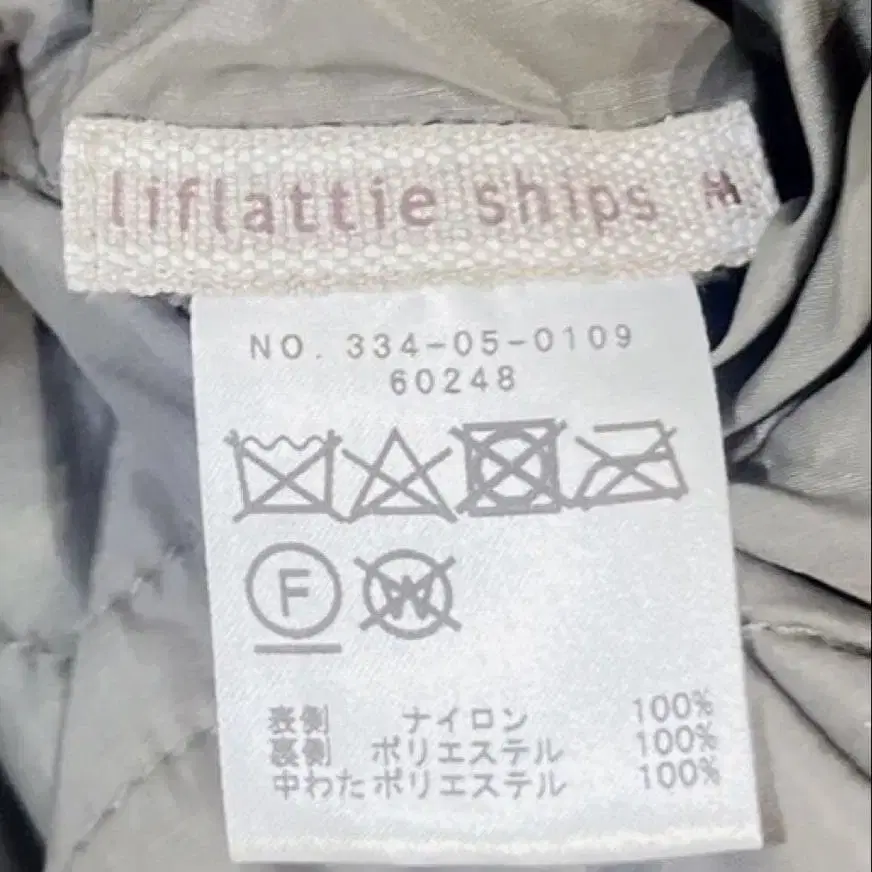 liflattie ships
NO. 334-05-0109
60248
F W
表側 ナイロン 100%
裏側 ポリエステル 100%
中わた ポリエステル 100%